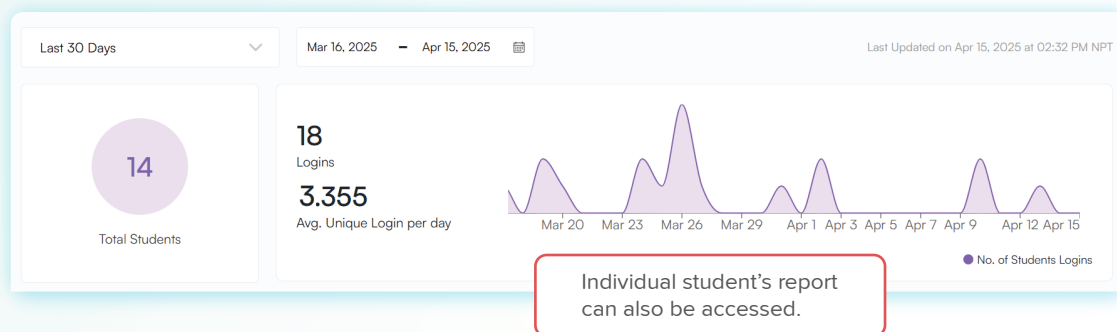 Last 30 Days
Mar 16, 2025 – Apr 15, 2025
Last Updated on Apr 15, 2025 at 02:32 PM NPT
14
Total Students
18
Logins
3.355
Avg. Unique Login per day
Mar 20 Mar 23 Mar 26 Mar 29 Apr 1 Apr 3 Apr 5 Apr 7 Apr 9 Apr 12 Apr 15
No. of Students Logins
Individual student’s report
can also be accessed.